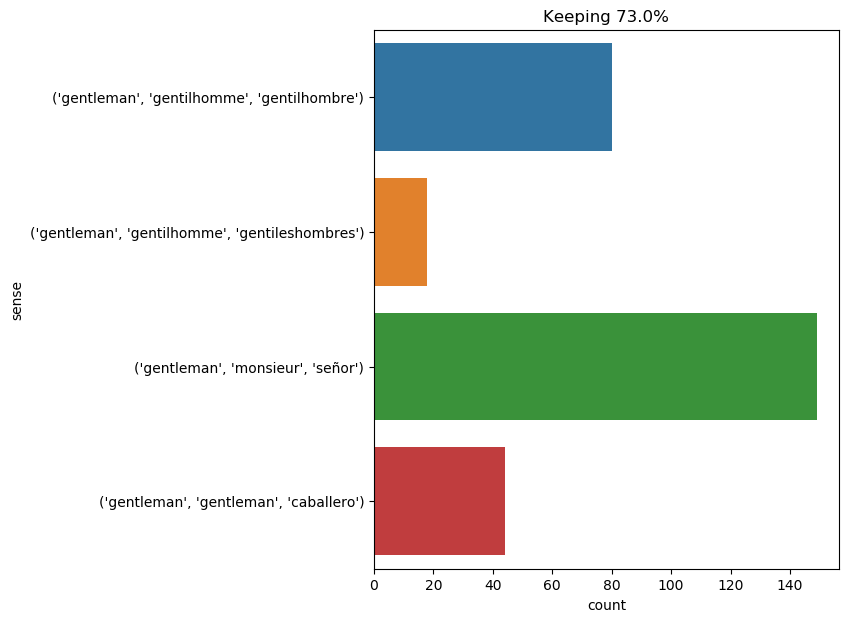 Keeping 73.0%
('gentleman', 'gentilhomme', 'gentilhombre')
('gentleman', 'gentilhomme', 'gentileshombres')
sense
('gentleman', 'monsieur', 'señor')
('gentleman', 'gentleman', 'caballero')
0 20 40 60 80 100 120 140
count